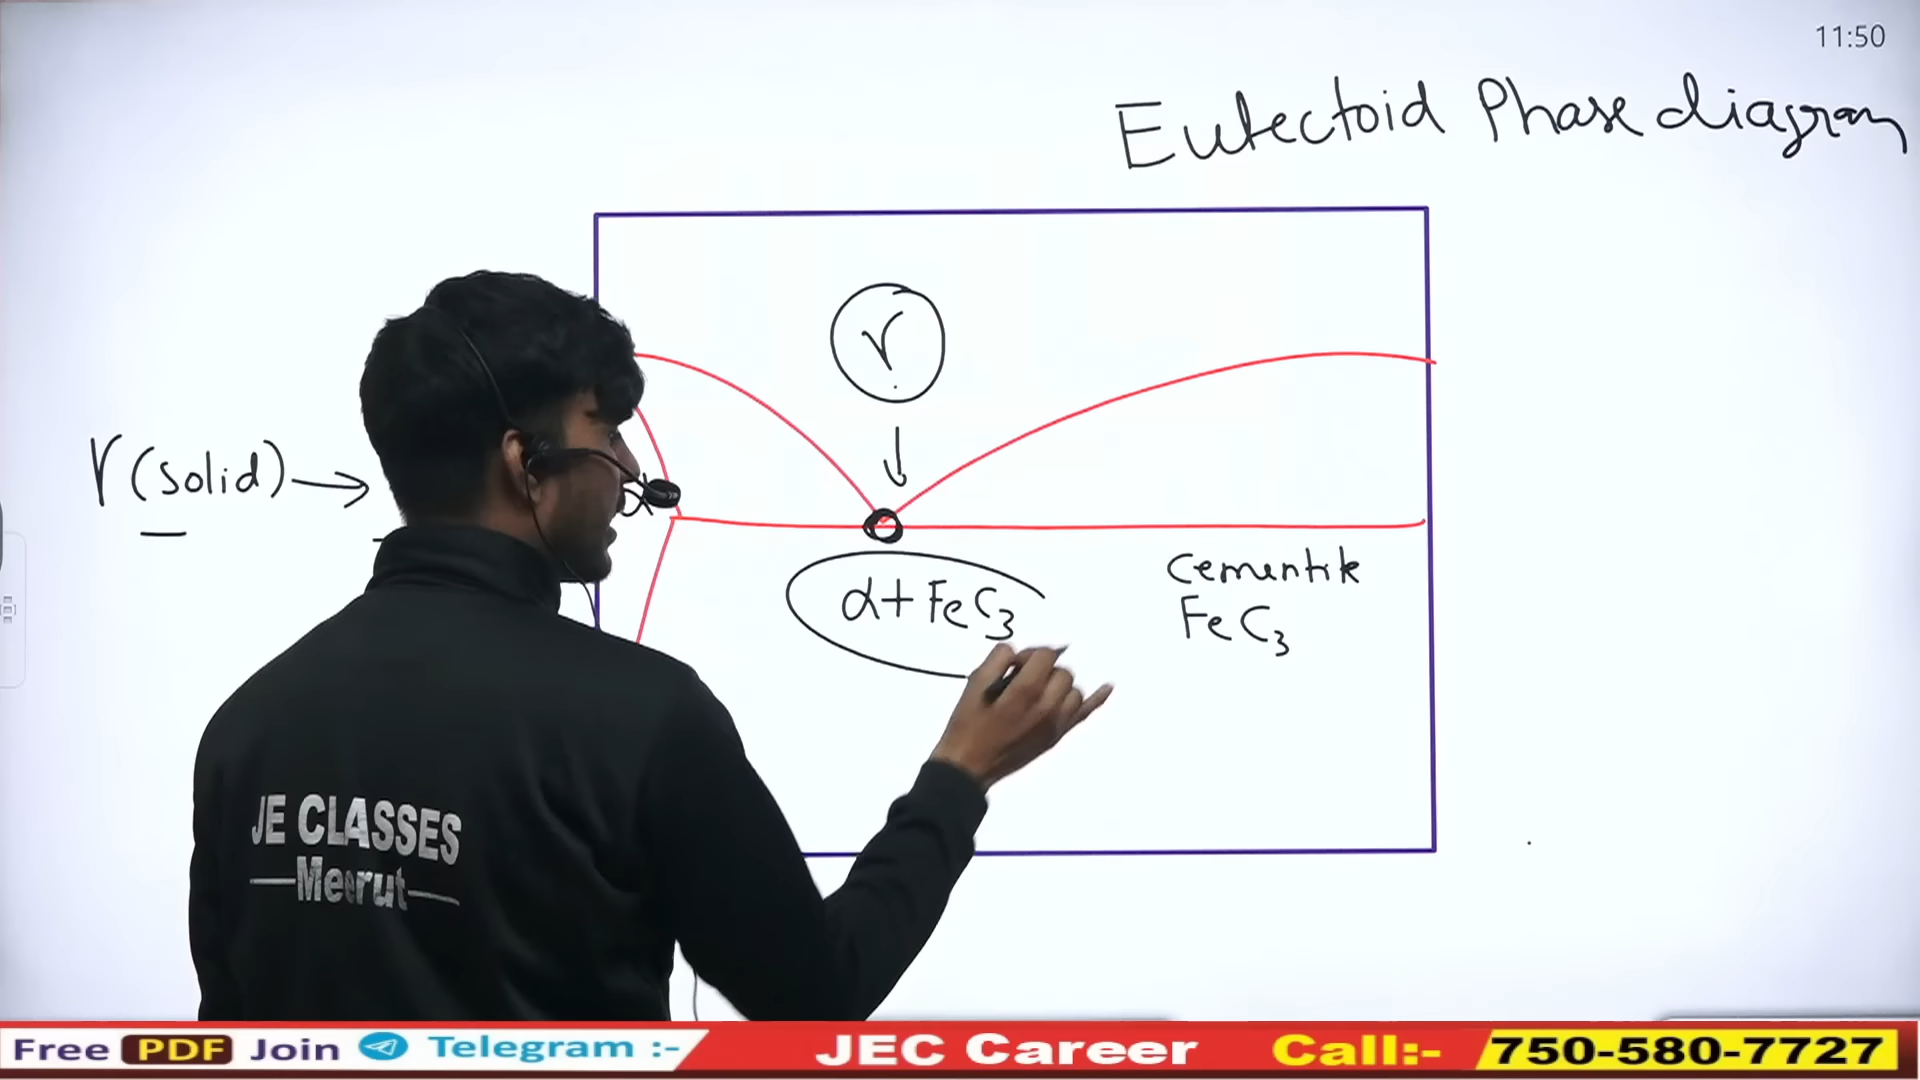 11:50
Eutectoid Phase diagram
γ
γ (solid) →
α
α + FeC3
Cementite
FeC3
JE CLASSES
Meerut
Free PDF Join Telegram :- JEC Career Call:- 750-580-7727